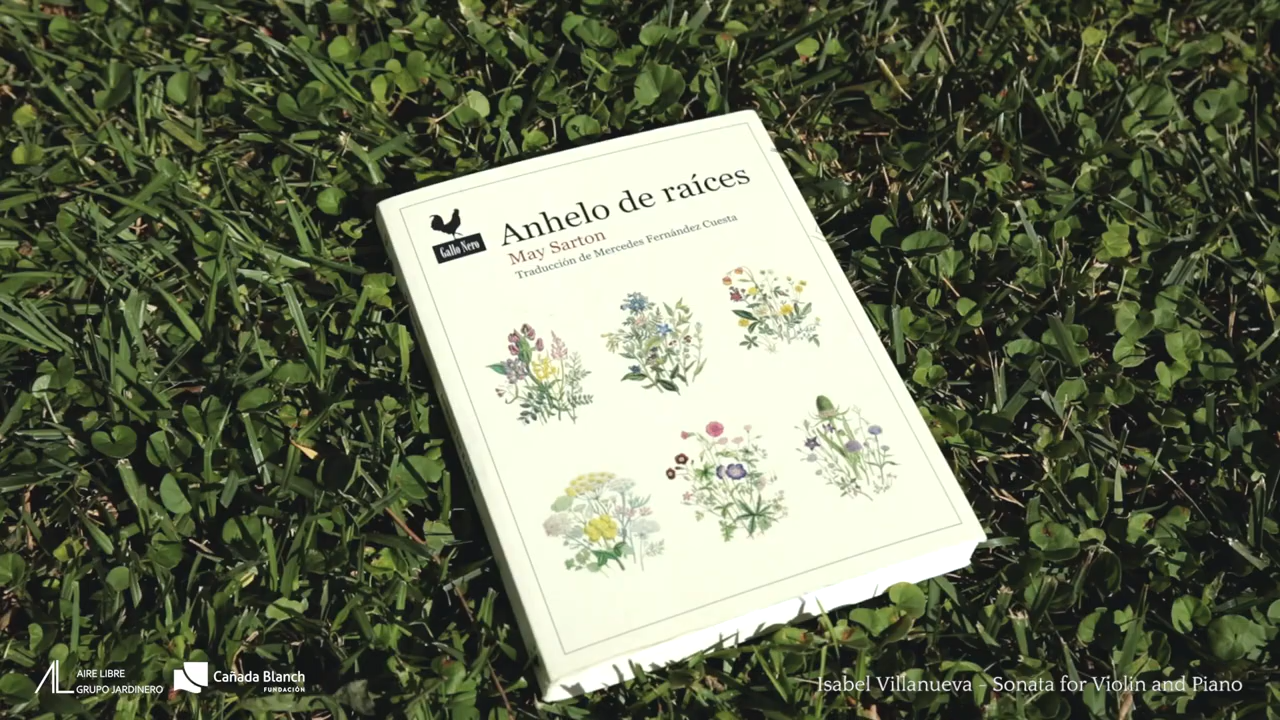 Anhelo de raíces
May Sarton
Traducción de Mercedes Fernández Cuesta
Gallo Nero
AL AIRE LIBRE
GRUPO JARDINERO
Cañada Blanch
FUNDACIÓN
Isabel Villanueva - Sonata for Violin and Piano